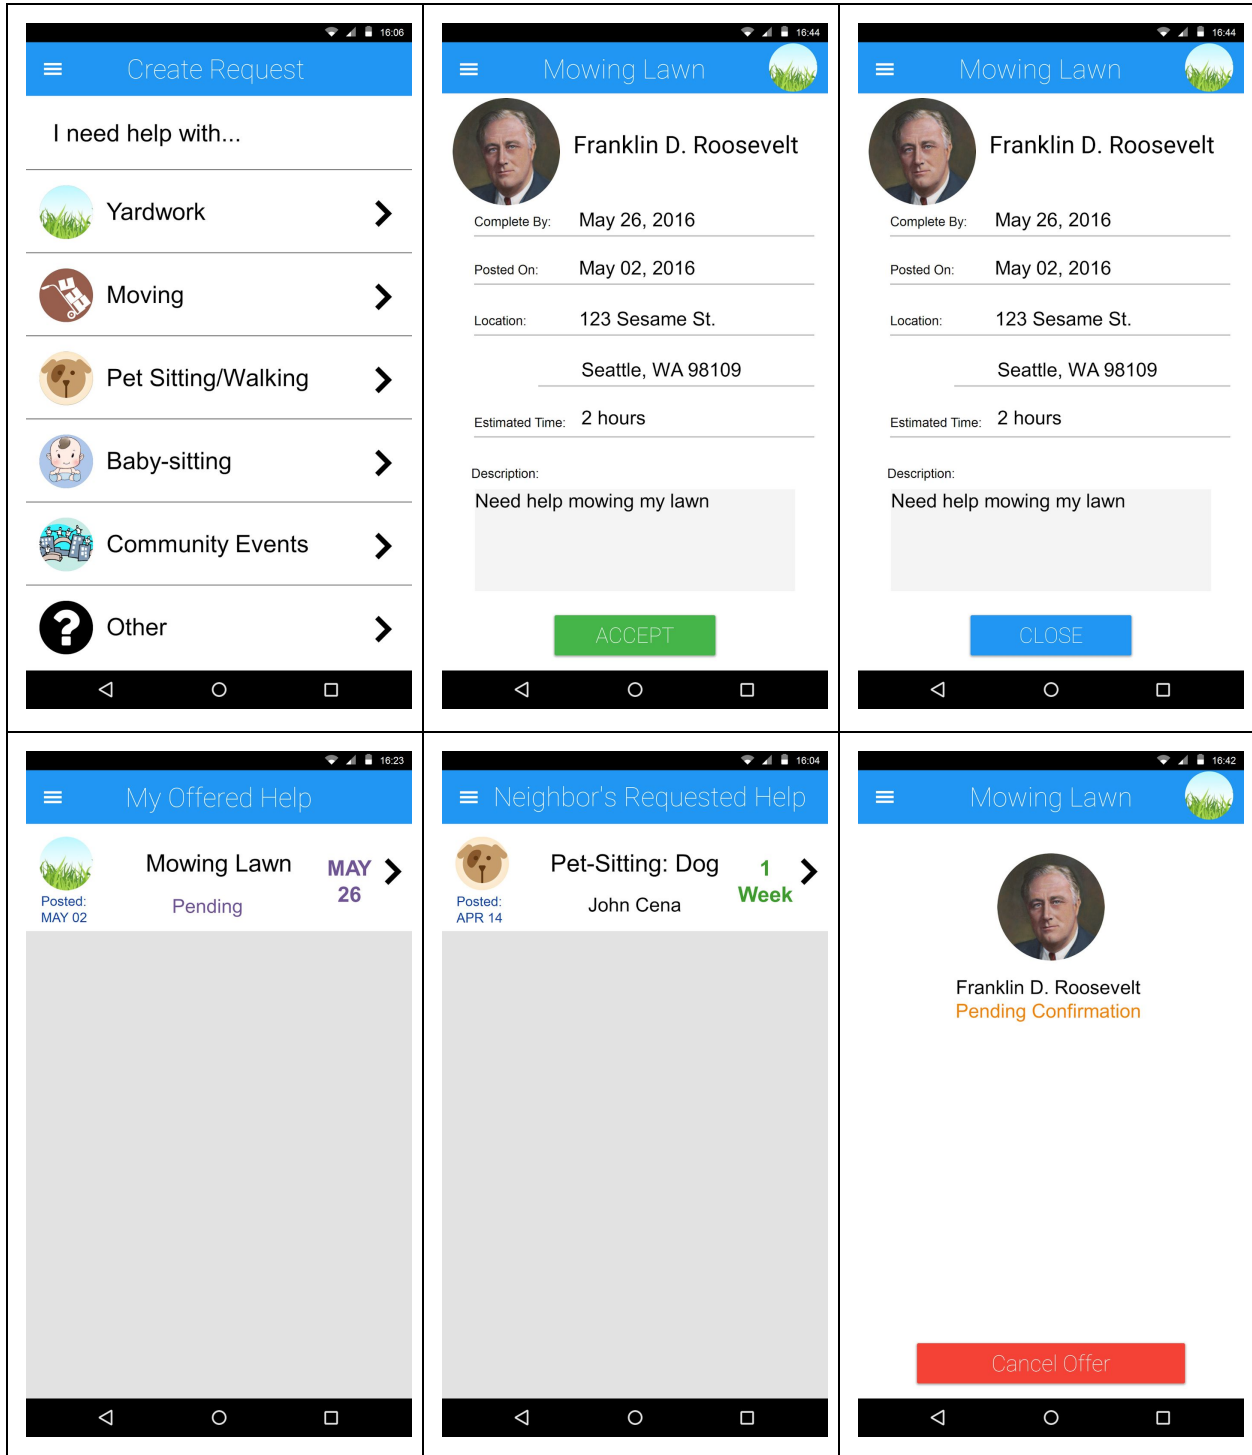 16:06
Create Request
I need help with...
Yardwork
Moving
Pet Sitting/Walking
Baby-sitting
Community Events
Other
16:44
Mowing Lawn
Franklin D. Roosevelt
Complete By: May 26, 2016
Posted On: May 02, 2016
Location: 123 Sesame St.
Seattle, WA 98109
Estimated Time: 2 hours
Description:
Need help mowing my lawn
ACCEPT
16:44
Mowing Lawn
Franklin D. Roosevelt
Complete By: May 26, 2016
Posted On: May 02, 2016
Location: 123 Sesame St.
Seattle, WA 98109
Estimated Time: 2 hours
Description:
Need help mowing my lawn
CLOSE
16:23
My Offered Help
Mowing Lawn
Pending
MAY
26
Posted:
MAY 02
16:04
Neighbor's Requested Help
Pet-Sitting: Dog
John Cena
1
Week
Posted:
APR 14
16:42
Mowing Lawn
Franklin D. Roosevelt
Pending Confirmation
Cancel Offer